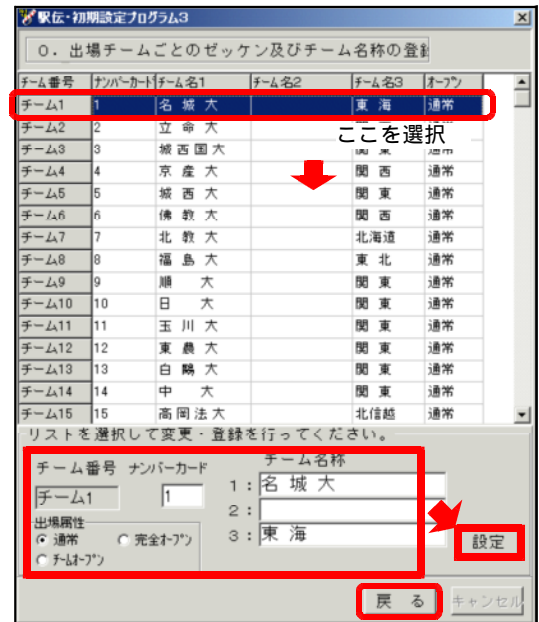 駅伝・初期設定プログラム3
0. 出場チームごとのゼッケン及びチーム名称の登録
チーム番号 ナンバーカード チーム名1 チーム名2 チーム名3 オープン
チーム1 1 名 城 大 東 海 通常
チーム2 2 立 命 大 通常
ここを選択
チーム3 3 城西国大 関 東 通常
チーム4 4 京 産 大 関 西 通常
チーム5 5 城 西 大 関 東 通常
チーム6 6 佛 教 大 関 西 通常
チーム7 7 北 教 大 北海道 通常
チーム8 8 福 島 大 東 北 通常
チーム9 9 順 大 関 東 通常
チーム10 10 日 大 関 東 通常
チーム11 11 玉 川 大 関 東 通常
チーム12 12 東 農 大 関 東 通常
チーム13 13 白 鴎 大 関 東 通常
チーム14 14 中 大 関 東 通常
チーム15 15 高岡法大 北信越 通常
リストを選択して変更・登録を行ってください。
チーム番号 ナンバーカード チーム名称
チーム1 1 1:名 城 大
2:
3:東 海
出場属性
通常 完全オープン
チームオープン
設定
戻 る キャンセル